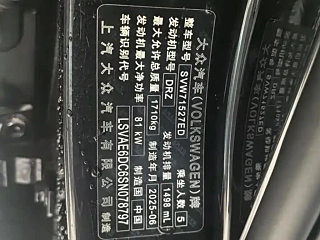 大众汽车(VOLKSWAGEN)牌
整车型号 SVW71527ED 乘坐人数 5
发动机型号 DRZ 发动机排量 1498 mL
最大允许总质量 1710kg 制造年月 2025-06
发动机最大净功率 81 kW 中国制造
车辆识别代号 LSVAE6DC6SN078797
上汽大众汽车有限公司 制造